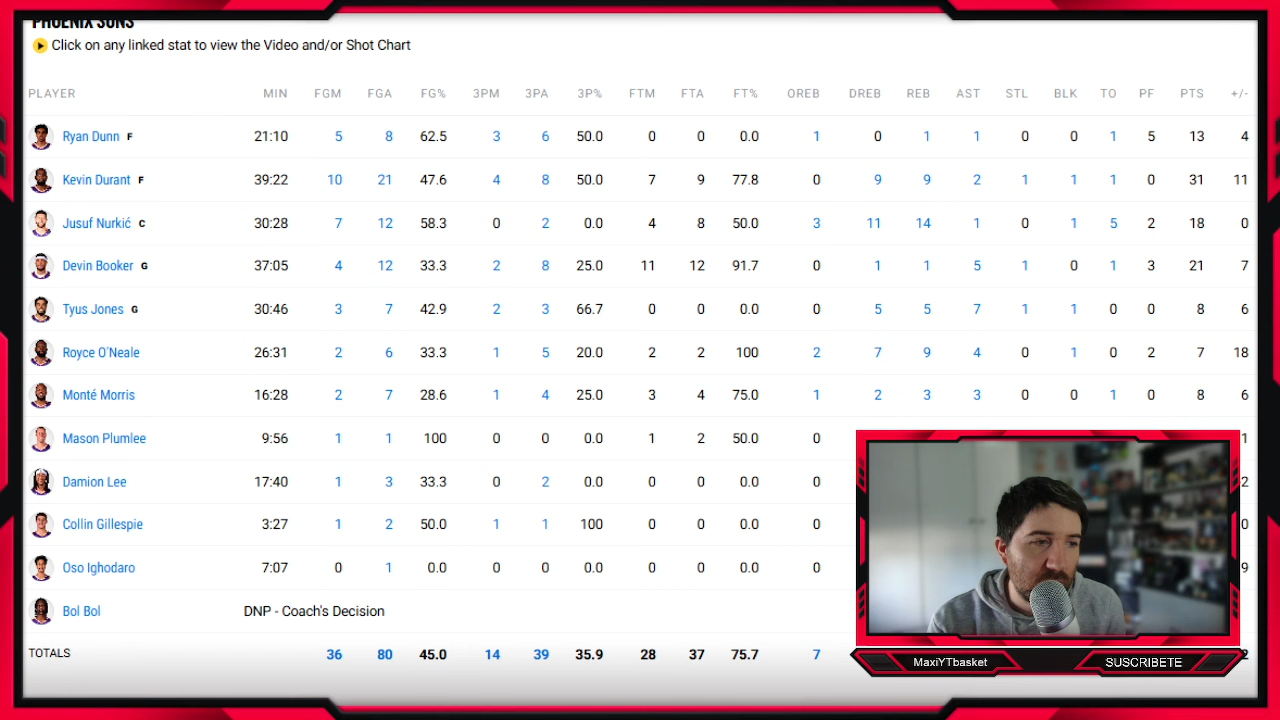 PHOENIX SUNS
Click on any linked stat to view the Video and/or Shot Chart
PLAYER MIN FGM FGA FG% 3PM 3PA 3P% FTM FTA FT% OREB DREB REB AST STL BLK TO PF PTS +/-
Ryan Dunn F 21:10 5 8 62.5 3 6 50.0 0 0 0.0 1 0 1 1 0 0 1 5 13 4
Kevin Durant F 39:22 10 21 47.6 4 8 50.0 7 9 77.8 0 9 9 2 1 1 1 0 31 11
Jusuf Nurkić C 30:28 7 12 58.3 0 2 0.0 4 8 50.0 3 11 14 1 0 1 5 2 18 0
Devin Booker G 37:05 4 12 33.3 2 8 25.0 11 12 91.7 0 1 1 5 1 0 1 3 21 7
Tyus Jones G 30:46 3 7 42.9 2 3 66.7 0 0 0.0 0 5 5 7 1 1 0 0 8 6
Royce O'Neale 26:31 2 6 33.3 1 5 20.0 2 2 100 2 7 9 4 0 1 0 2 7 18
Monté Morris 16:28 2 7 28.6 1 4 25.0 3 4 75.0 1 2 3 3 0 0 1 0 8 6
Mason Plumlee 9:56 1 1 100 0 0 0.0 1 2 50.0 0 1
Damion Lee 17:40 1 3 33.3 0 2 0.0 0 0 0.0 0 2
Collin Gillespie 3:27 1 2 50.0 1 1 100 0 0 0.0 0 0
Oso Ighodaro 7:07 0 1 0.0 0 0 0.0 0 0 0.0 0 9
Bol Bol DNP - Coach's Decision
TOTALS 36 80 45.0 14 39 35.9 28 37 75.7 7 2
MaxiYTbasket SUSCRIBETE